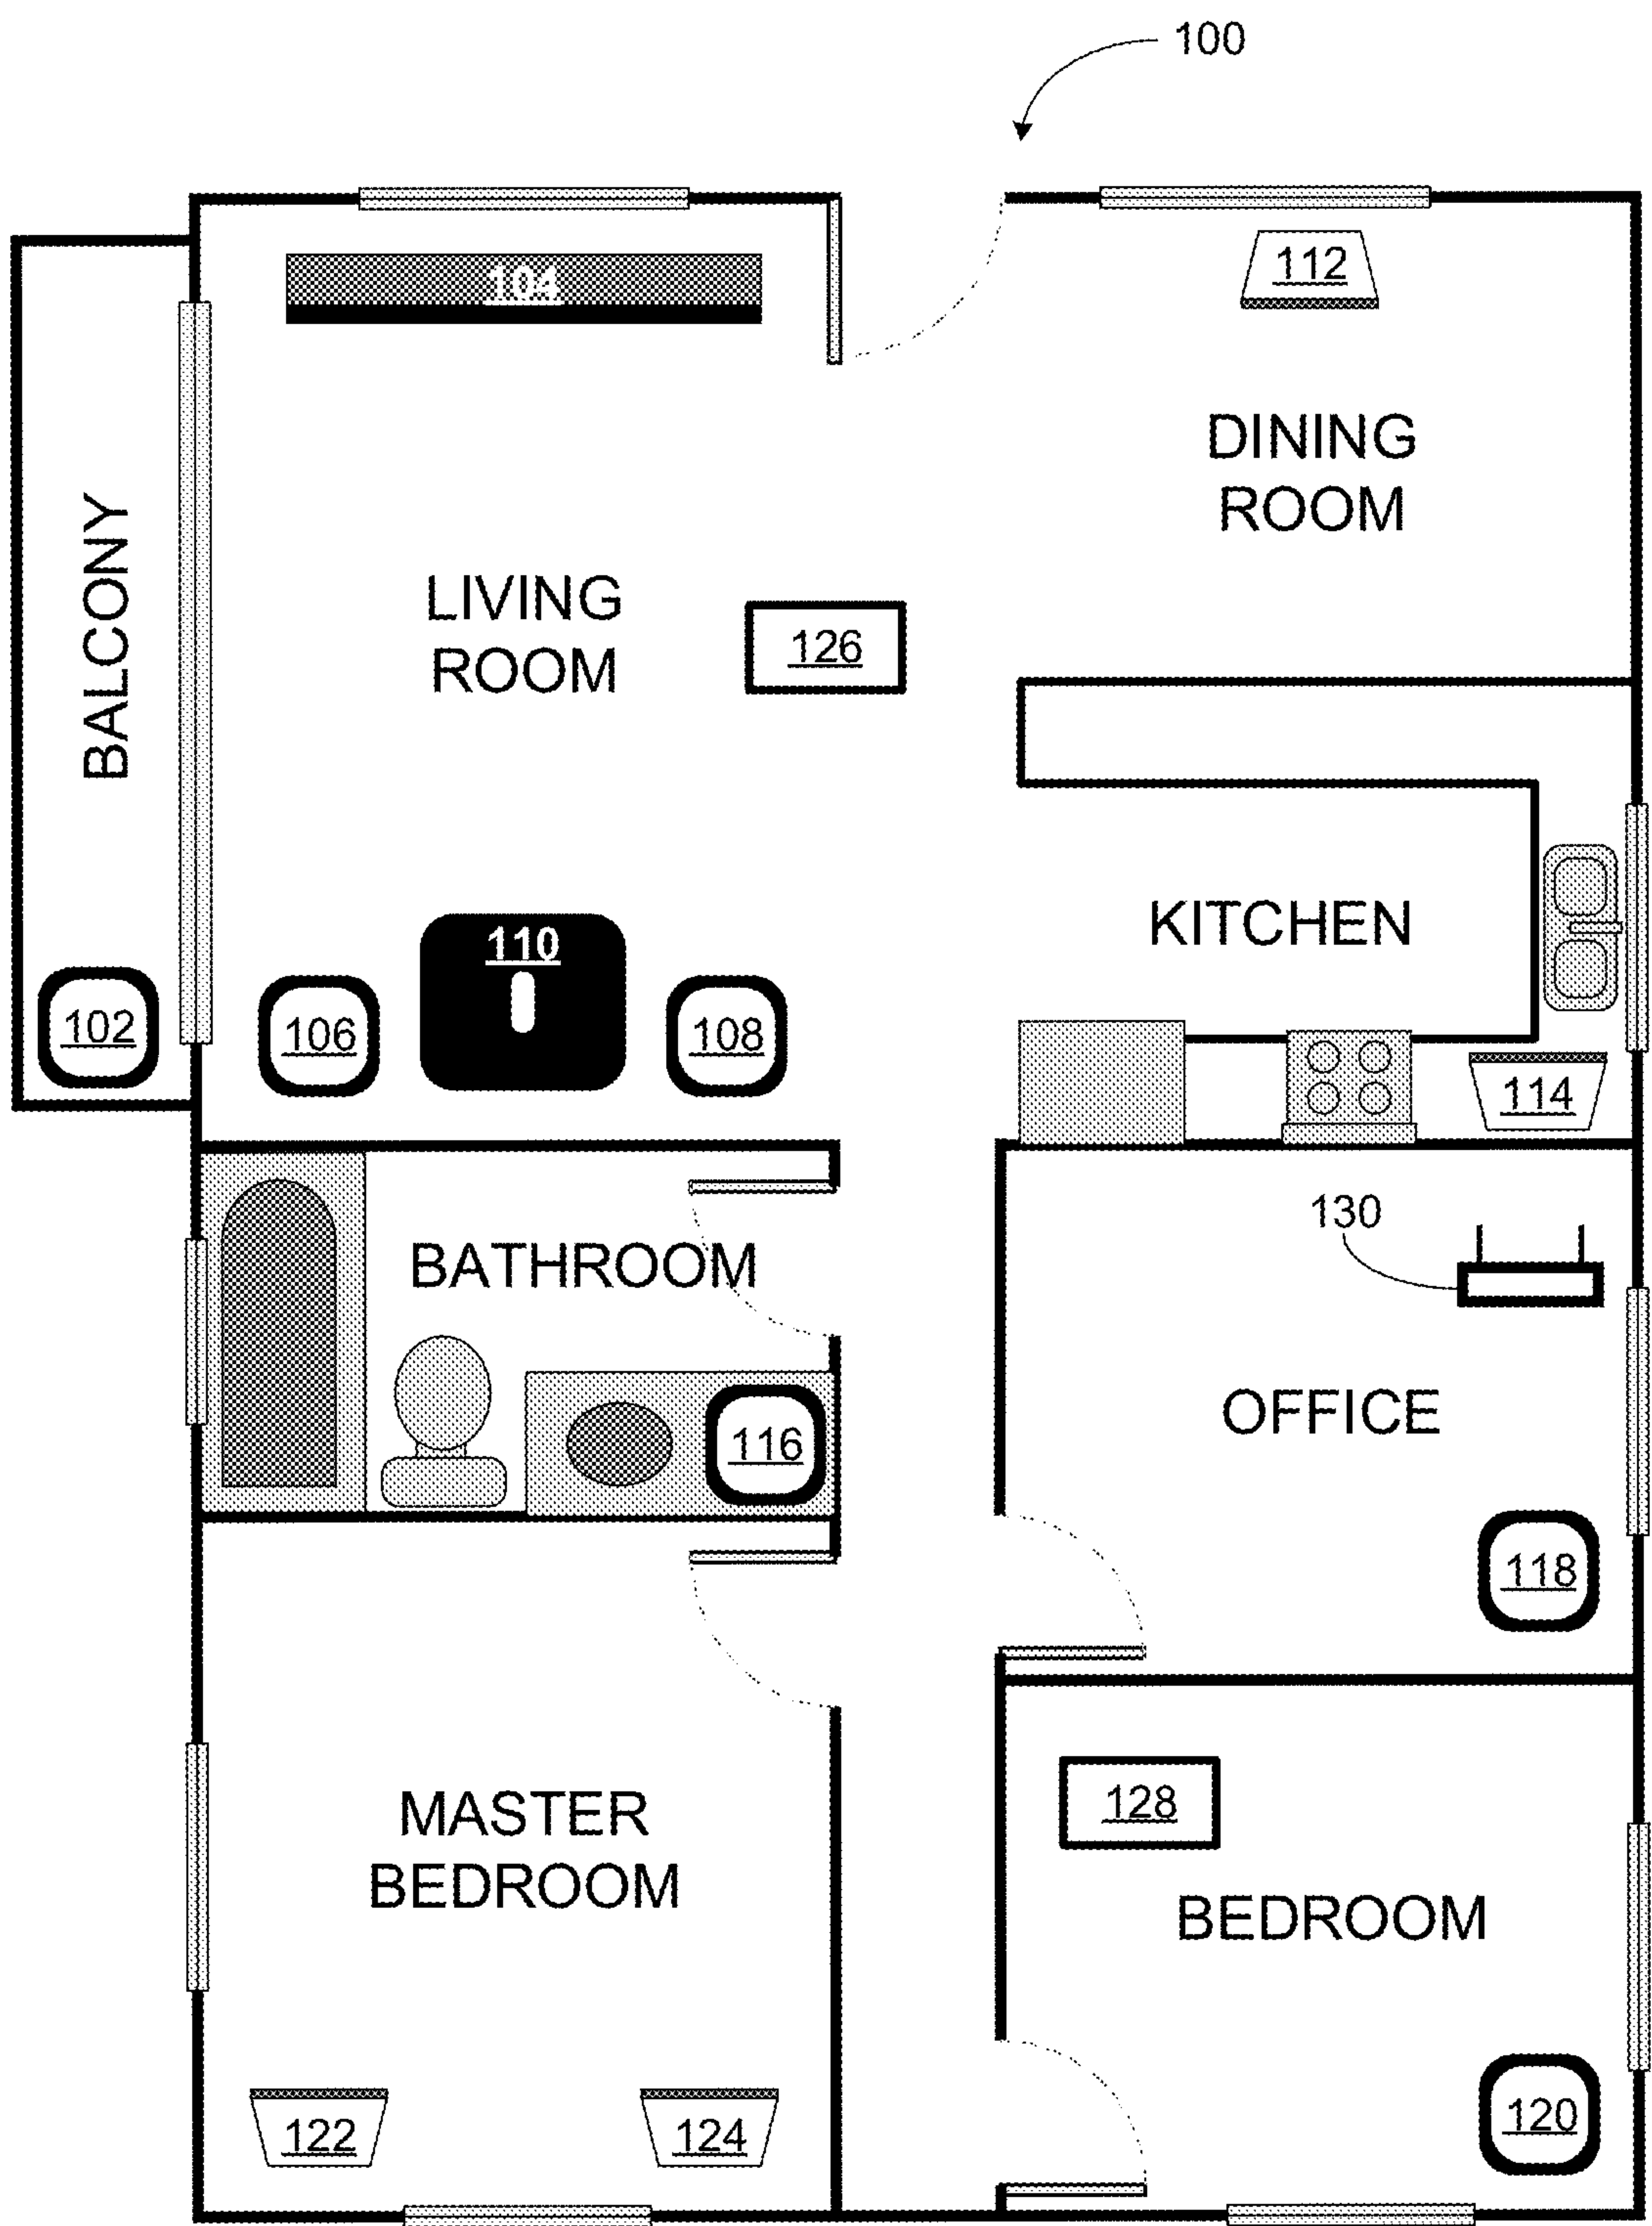 100
104
112
DINING
ROOM
BALCONY
LIVING
ROOM
126
KITCHEN
110
102
106
108
114
130
BATHROOM
OFFICE
116
118
128
MASTER
BEDROOM
BEDROOM
122
124
120